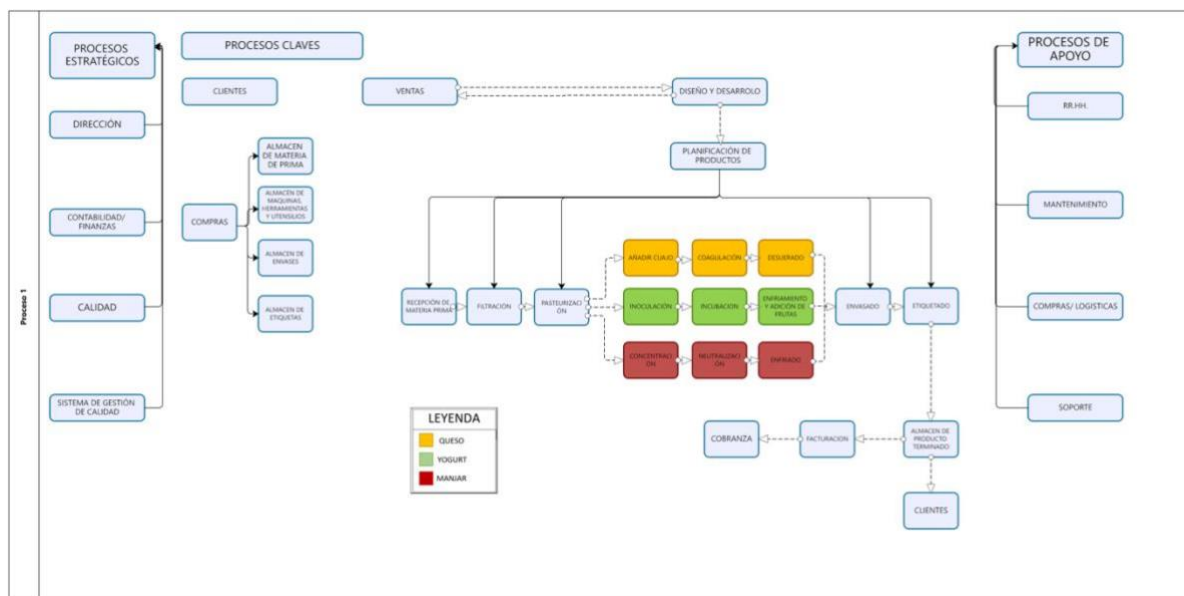 Proceso 1
PROCESOS
ESTRATÉGICOS
DIRECCIÓN
CONTABILIDAD/
FINANZAS
CALIDAD
SISTEMA DE GESTIÓN
DE CALIDAD
PROCESOS CLAVES
CLIENTES
VENTAS
DISEÑO Y DESARROLO
PLANIFICACIÓN DE
PRODUCTOS
COMPRAS
ALMACEN
DE MATERIA
DE PRIMA
ALMACÉN DE
MAQUINAS,
HERRAMIENTAS
Y UTENSILIOS
ALMACEN DE
ENVASES
ALMACEN DE
ETIQUETAS
RECEPCIÓN DE
MATERIA PRIMA
FILTRACIÓN
PASTEURIZACI
ÓN
AÑADIR CUAJO
COAGULACIÓN
DESUERADO
INOCULACIÓN
INCUBACION
ENFRIAMIENTO
Y ADICIÓN DE
FRUTAS
CONCENTRACI
ÓN
NEUTRALIZACI
ÓN
ENFRIADO
ENVASADO
ETIQUETADO
ALMACEN DE
PRODUCTO
TERMINADO
FACTURACION
COBRANZA
CLIENTES
LEYENDA
QUESO
YOGURT
MANJAR
PROCESOS DE
APOYO
RR.HH.
MANTENIMIENTO
COMPRAS/ LOGISTICAS
SOPORTE